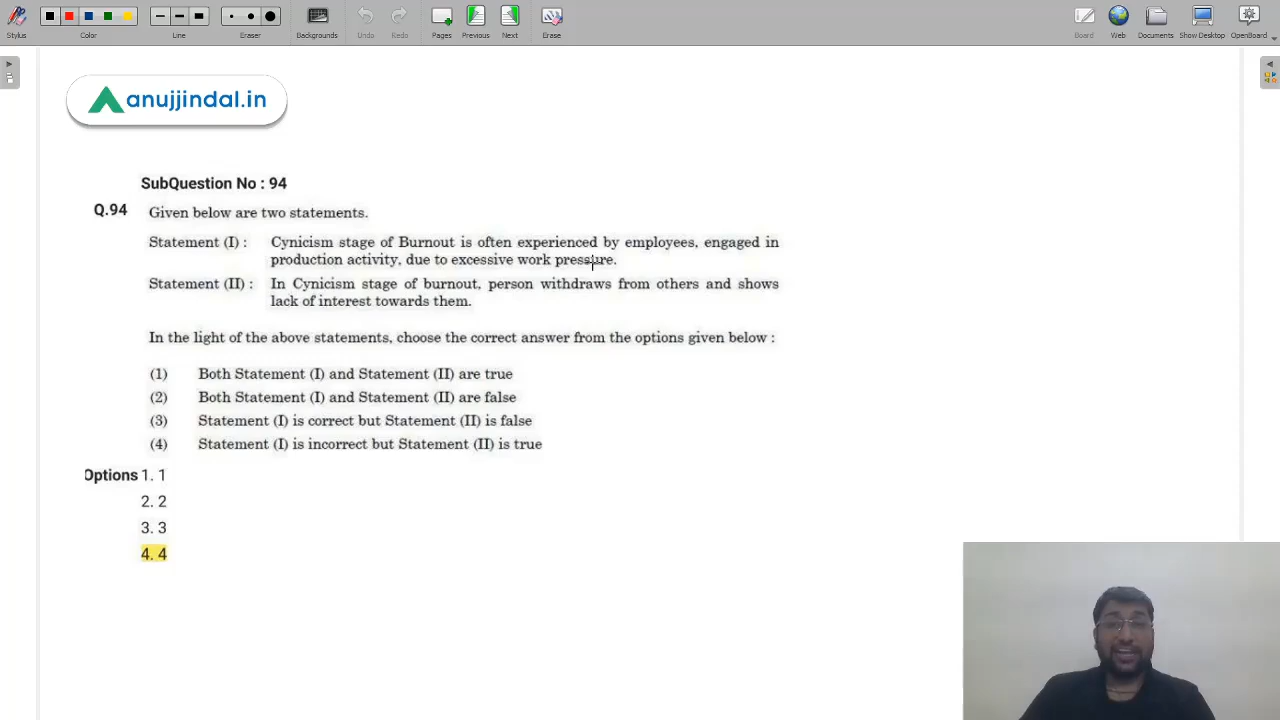 Stylus
Color
Line
Eraser
Backgrounds
Undo
Redo
Pages
Previous
Next
Erase
Board
Web
Documents
Show Desktop
OpenBoard
anujjindal.in
SubQuestion No : 94
Q.94 Given below are two statements.
Statement (I) : Cynicism stage of Burnout is often experienced by employees, engaged in
production activity, due to excessive work pressure.
Statement (II) : In Cynicism stage of burnout, person withdraws from others and shows
lack of interest towards them.
In the light of the above statements, choose the correct answer from the options given below :
(1) Both Statement (I) and Statement (II) are true
(2) Both Statement (I) and Statement (II) are false
(3) Statement (I) is correct but Statement (II) is false
(4) Statement (I) is incorrect but Statement (II) is true
Options 1. 1
2. 2
3. 3
4. 4